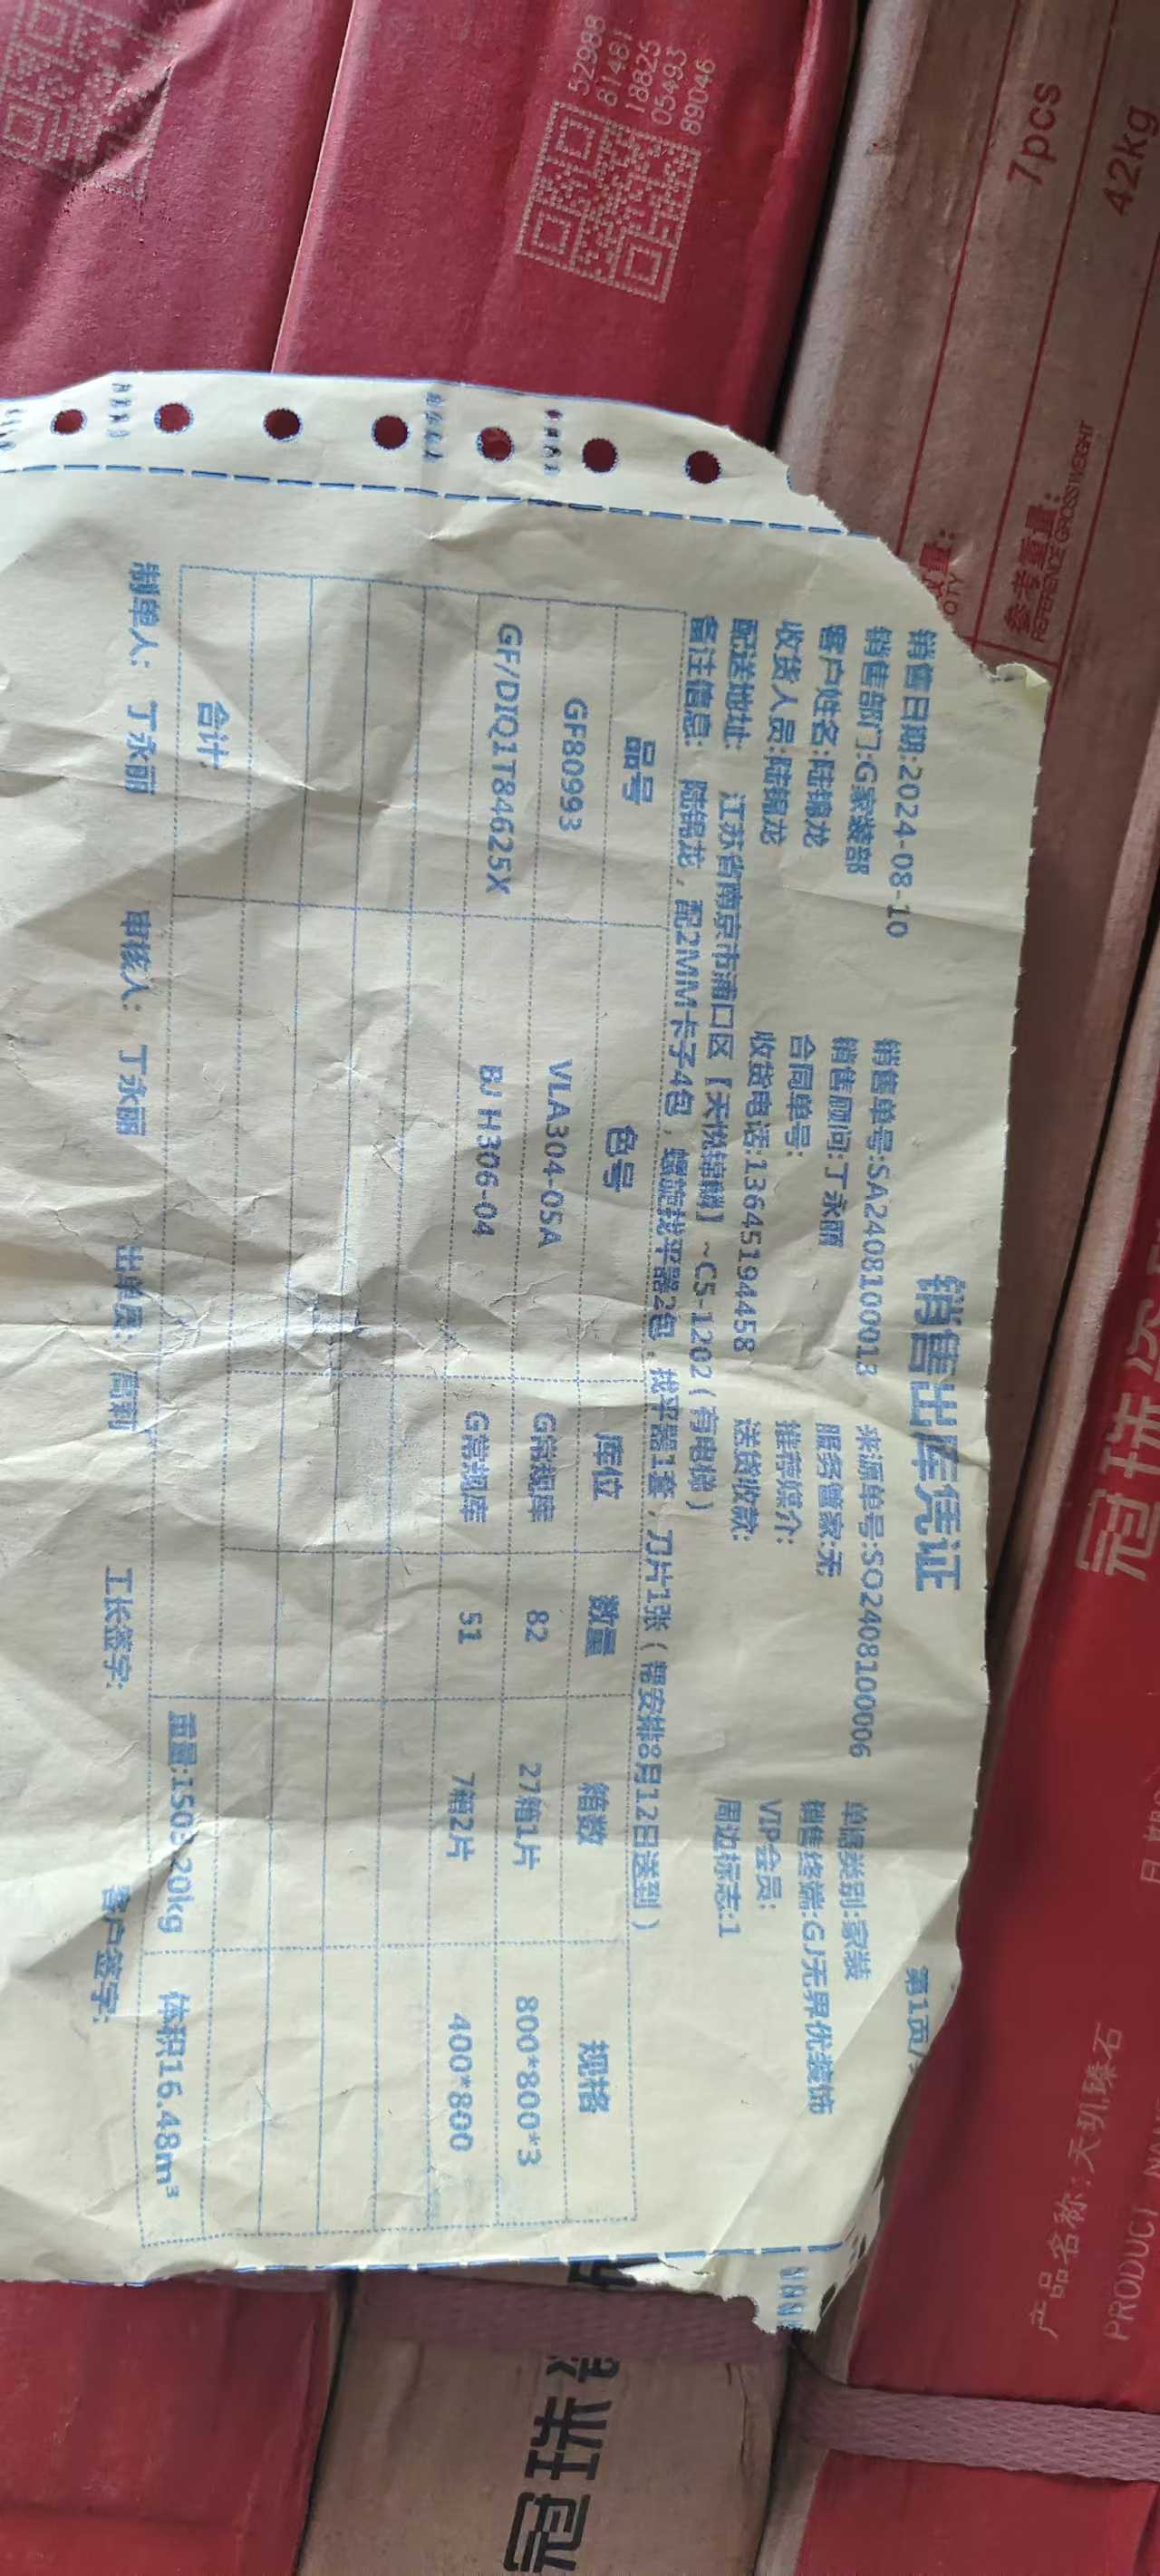 销售出库凭证
第1页/
销售日期:2024-08-10 销售单号:SA2408100013 来源单号:SO2408100006 单据类别:家装
销售部门:G家装部 销售顾问:丁永丽 服务管家:无 销售终端:GJ无界优装饰
客户姓名:陆锦龙 合同单号: 推荐媒介: VIP会员:
收货人员:陆锦龙 收货电话:13645194458 送货收款: 周边标志:1
配送地址: 江苏省南京市浦口区【天悦锦麟】~C5-1202(有电梯)
备注信息: 陆锦龙,配2MM卡子4包,螺旋找平器2包,找平器1套,刀片1张(帮安排8月12日送到)
品号 色号 库位 数量 箱数 规格
GF80993 VLA304-05A G常规库 82 27箱1片 800*800*3
GF/DIQ1T84625X BJ H306-04 G常规库 51 7箱2片 400*800
合计 重量:1503.20kg 体积16.48m³
制单人: 丁永丽 审核人: 丁永丽 出单员: 高利 工长签字: 客户签字:
52988
81481
18825
05493
89046
7pcs
42kg
QTY
参考重量:
REFERENCE GROSS WEIGHT
产品名称:天玑臻石
PRODUCT
冠珠
冠珠瓷